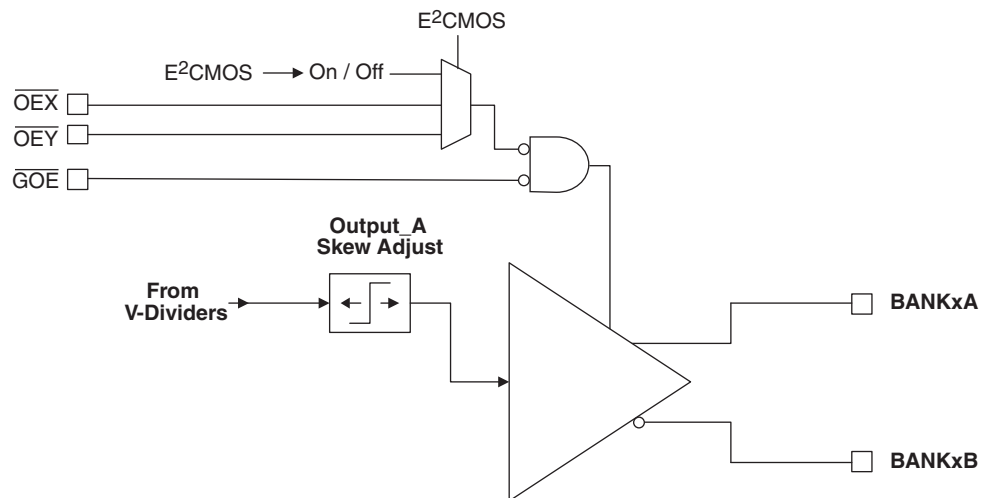 E²CMOS
E²CMOS On / Off
OEX
OEY
GOE
Output_A
Skew Adjust
From
V-Dividers
BANKxA
BANKxB